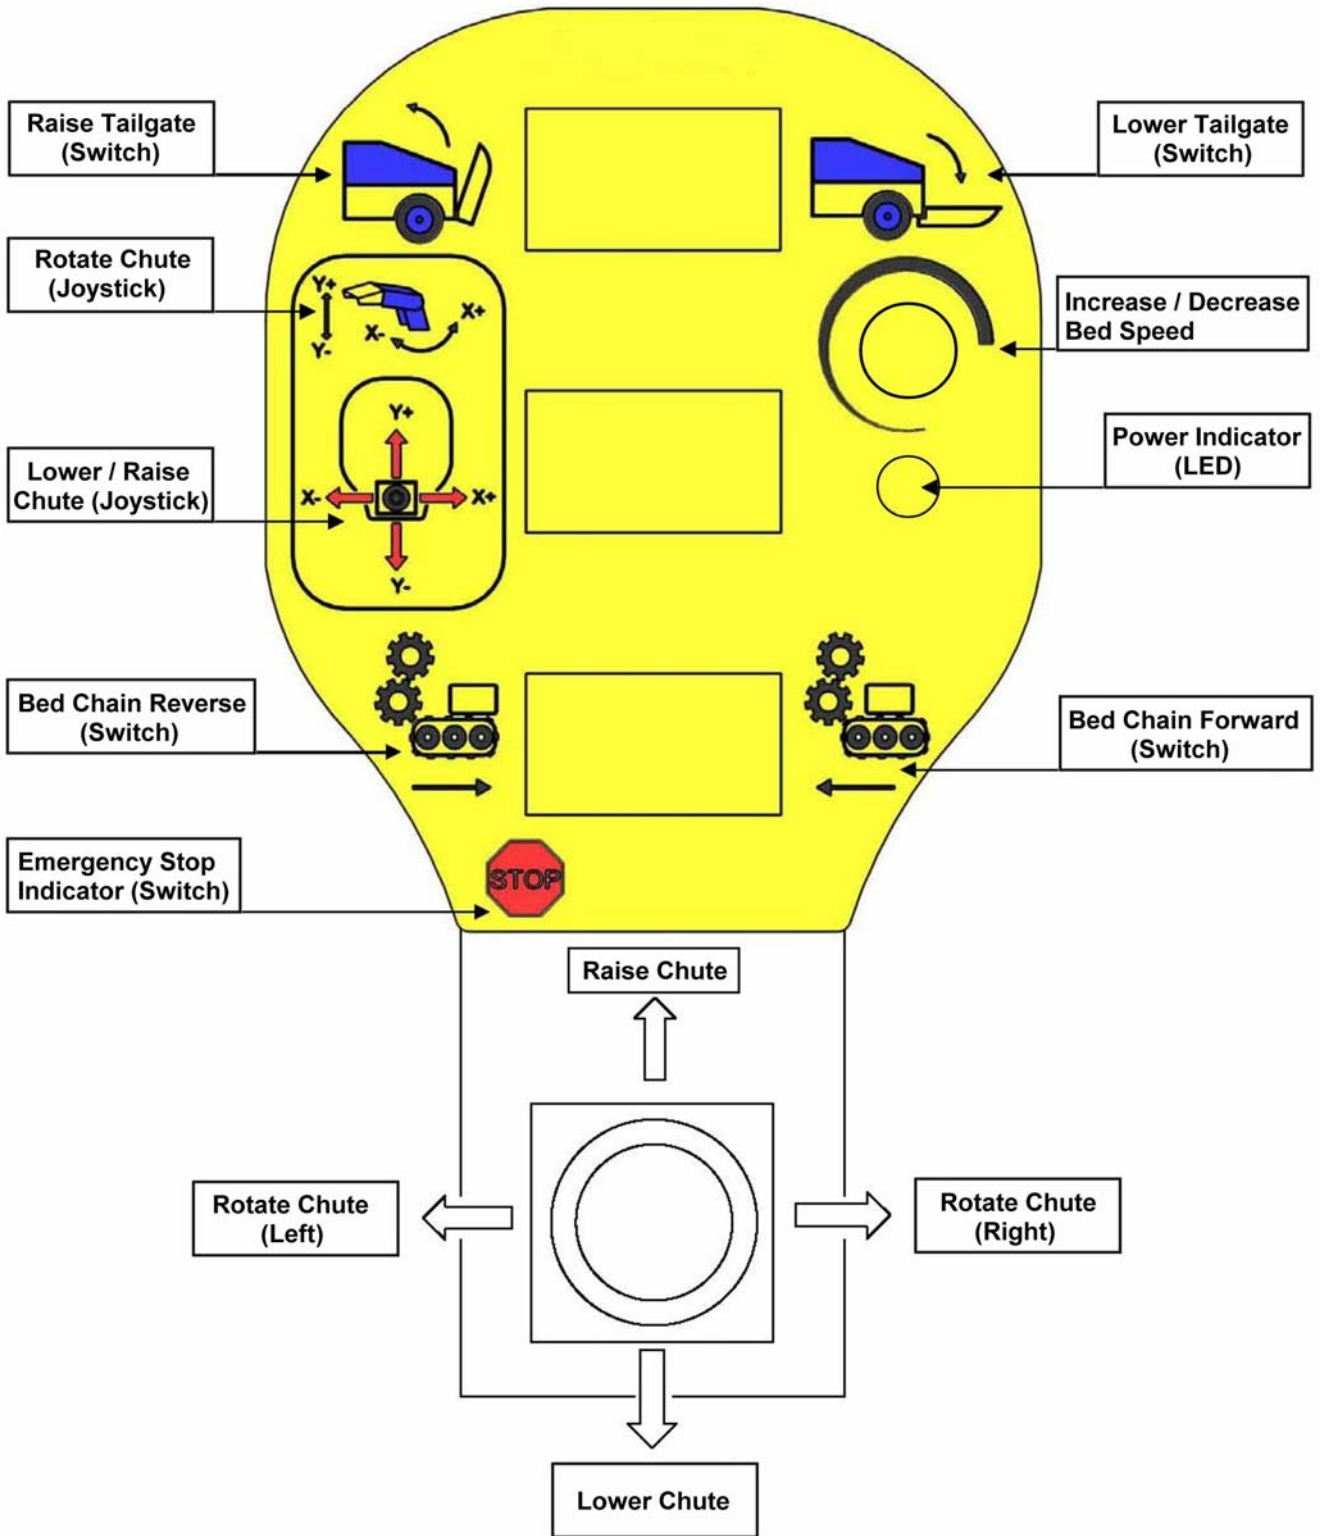 Raise Tailgate
(Switch)
Lower Tailgate
(Switch)
Rotate Chute
(Joystick)
Y+
X+
X-
Y-
Increase / Decrease
Bed Speed
Y+
Power Indicator
(LED)
Lower / Raise
Chute (Joystick)
X-
X+
Y-
Bed Chain Reverse
(Switch)
Bed Chain Forward
(Switch)
Emergency Stop
Indicator (Switch)
STOP
Raise Chute
Rotate Chute
(Left)
Rotate Chute
(Right)
Lower Chute